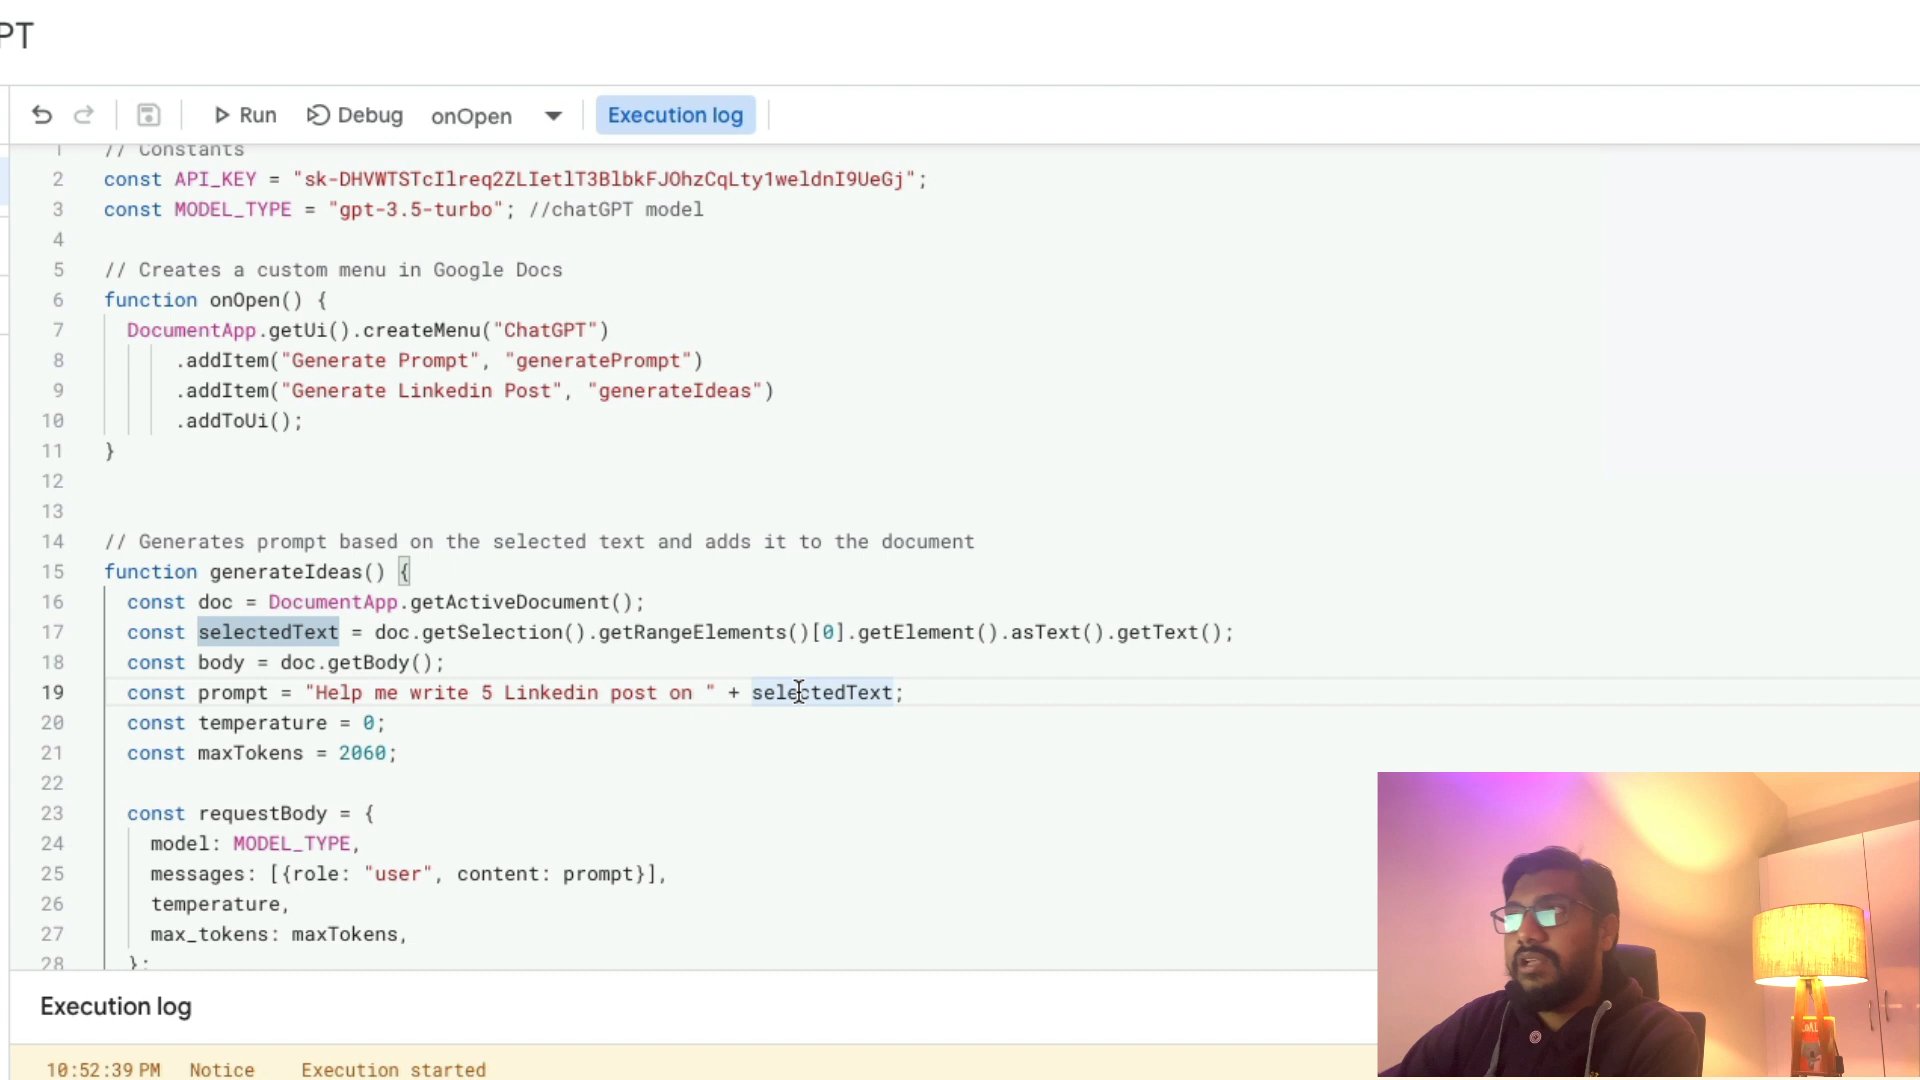 PT
Run Debug onOpen Execution log
1 // Constants
2 const API_KEY = "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";
3 const MODEL_TYPE = "gpt-3.5-turbo"; //chatGPT model
4
5 // Creates a custom menu in Google Docs
6 function onOpen() {
7 DocumentApp.getUi().createMenu("ChatGPT")
8 .addItem("Generate Prompt", "generatePrompt")
9 .addItem("Generate Linkedin Post", "generateIdeas")
10 .addToUi();
11 }
12
13
14 // Generates prompt based on the selected text and adds it to the document
15 function generateIdeas() {
16 const doc = DocumentApp.getActiveDocument();
17 const selectedText = doc.getSelection().getRangeElements()[0].getElement().asText().getText();
18 const body = doc.getBody();
19 const prompt = "Help me write 5 Linkedin post on " + selectedText;
20 const temperature = 0;
21 const maxTokens = 2060;
22
23 const requestBody = {
24 model: MODEL_TYPE,
25 messages: [{role: "user", content: prompt}],
26 temperature,
27 max_tokens: maxTokens,
28 };
Execution log
10:52:39 PM Notice Execution started